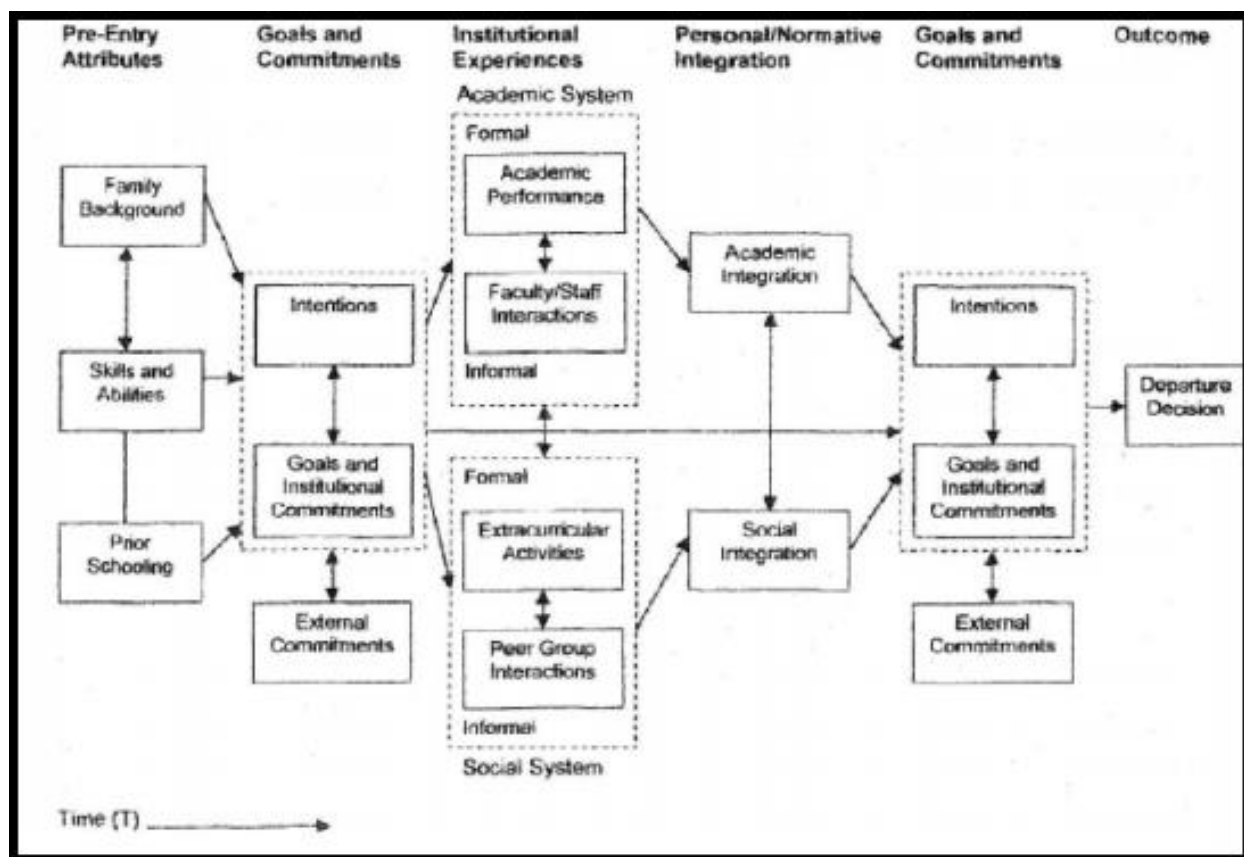 Pre-Entry
Attributes
Goals and
Commitments
Institutional
Experiences
Personal/Normative
Integration
Goals and
Commitments
Outcome
Family
Background
Skills and
Abilities
Prior
Schooling
Intentions
Goals and
Institutional
Commitments
External
Commitments
Academic System
Formal
Academic
Performance
Faculty/Staff
Interactions
Informal
Formal
Extracurricular
Activities
Peer Group
Interactions
Informal
Social System
Academic
Integration
Social
Integration
Intentions
Goals and
Institutional
Commitments
External
Commitments
Departure
Decision
Time (T)